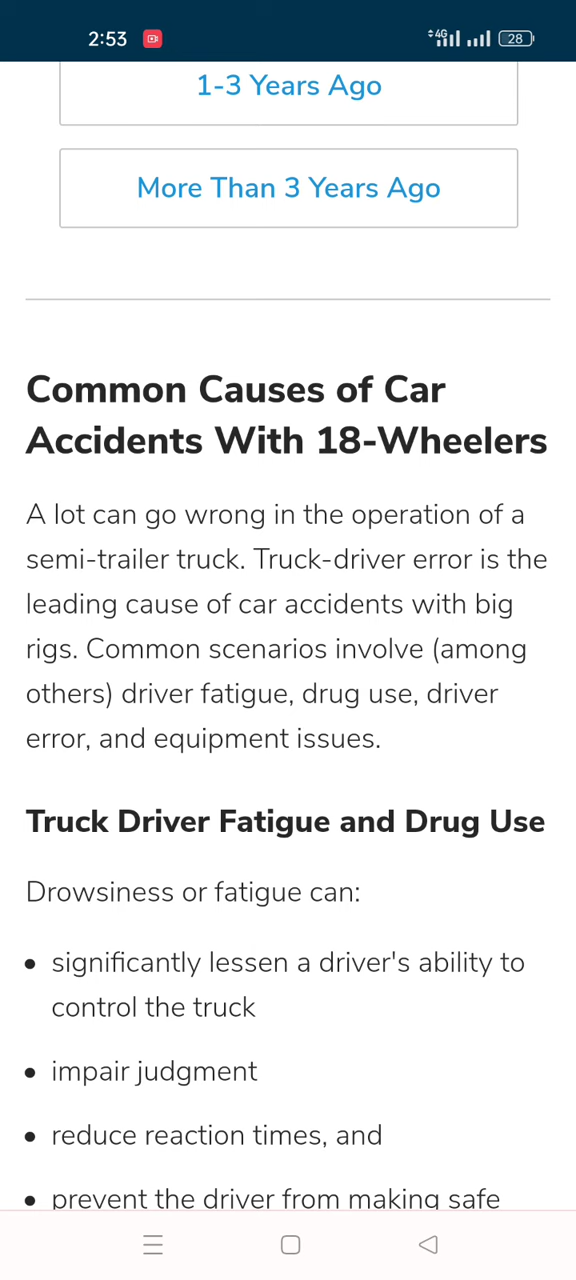 2:53
4G
28
1-3 Years Ago
More Than 3 Years Ago
Common Causes of Car
Accidents With 18-Wheelers
A lot can go wrong in the operation of a
semi-trailer truck. Truck-driver error is the
leading cause of car accidents with big
rigs. Common scenarios involve (among
others) driver fatigue, drug use, driver
error, and equipment issues.
Truck Driver Fatigue and Drug Use
Drowsiness or fatigue can:
• significantly lessen a driver's ability to
control the truck
• impair judgment
• reduce reaction times, and
• prevent the driver from making safe